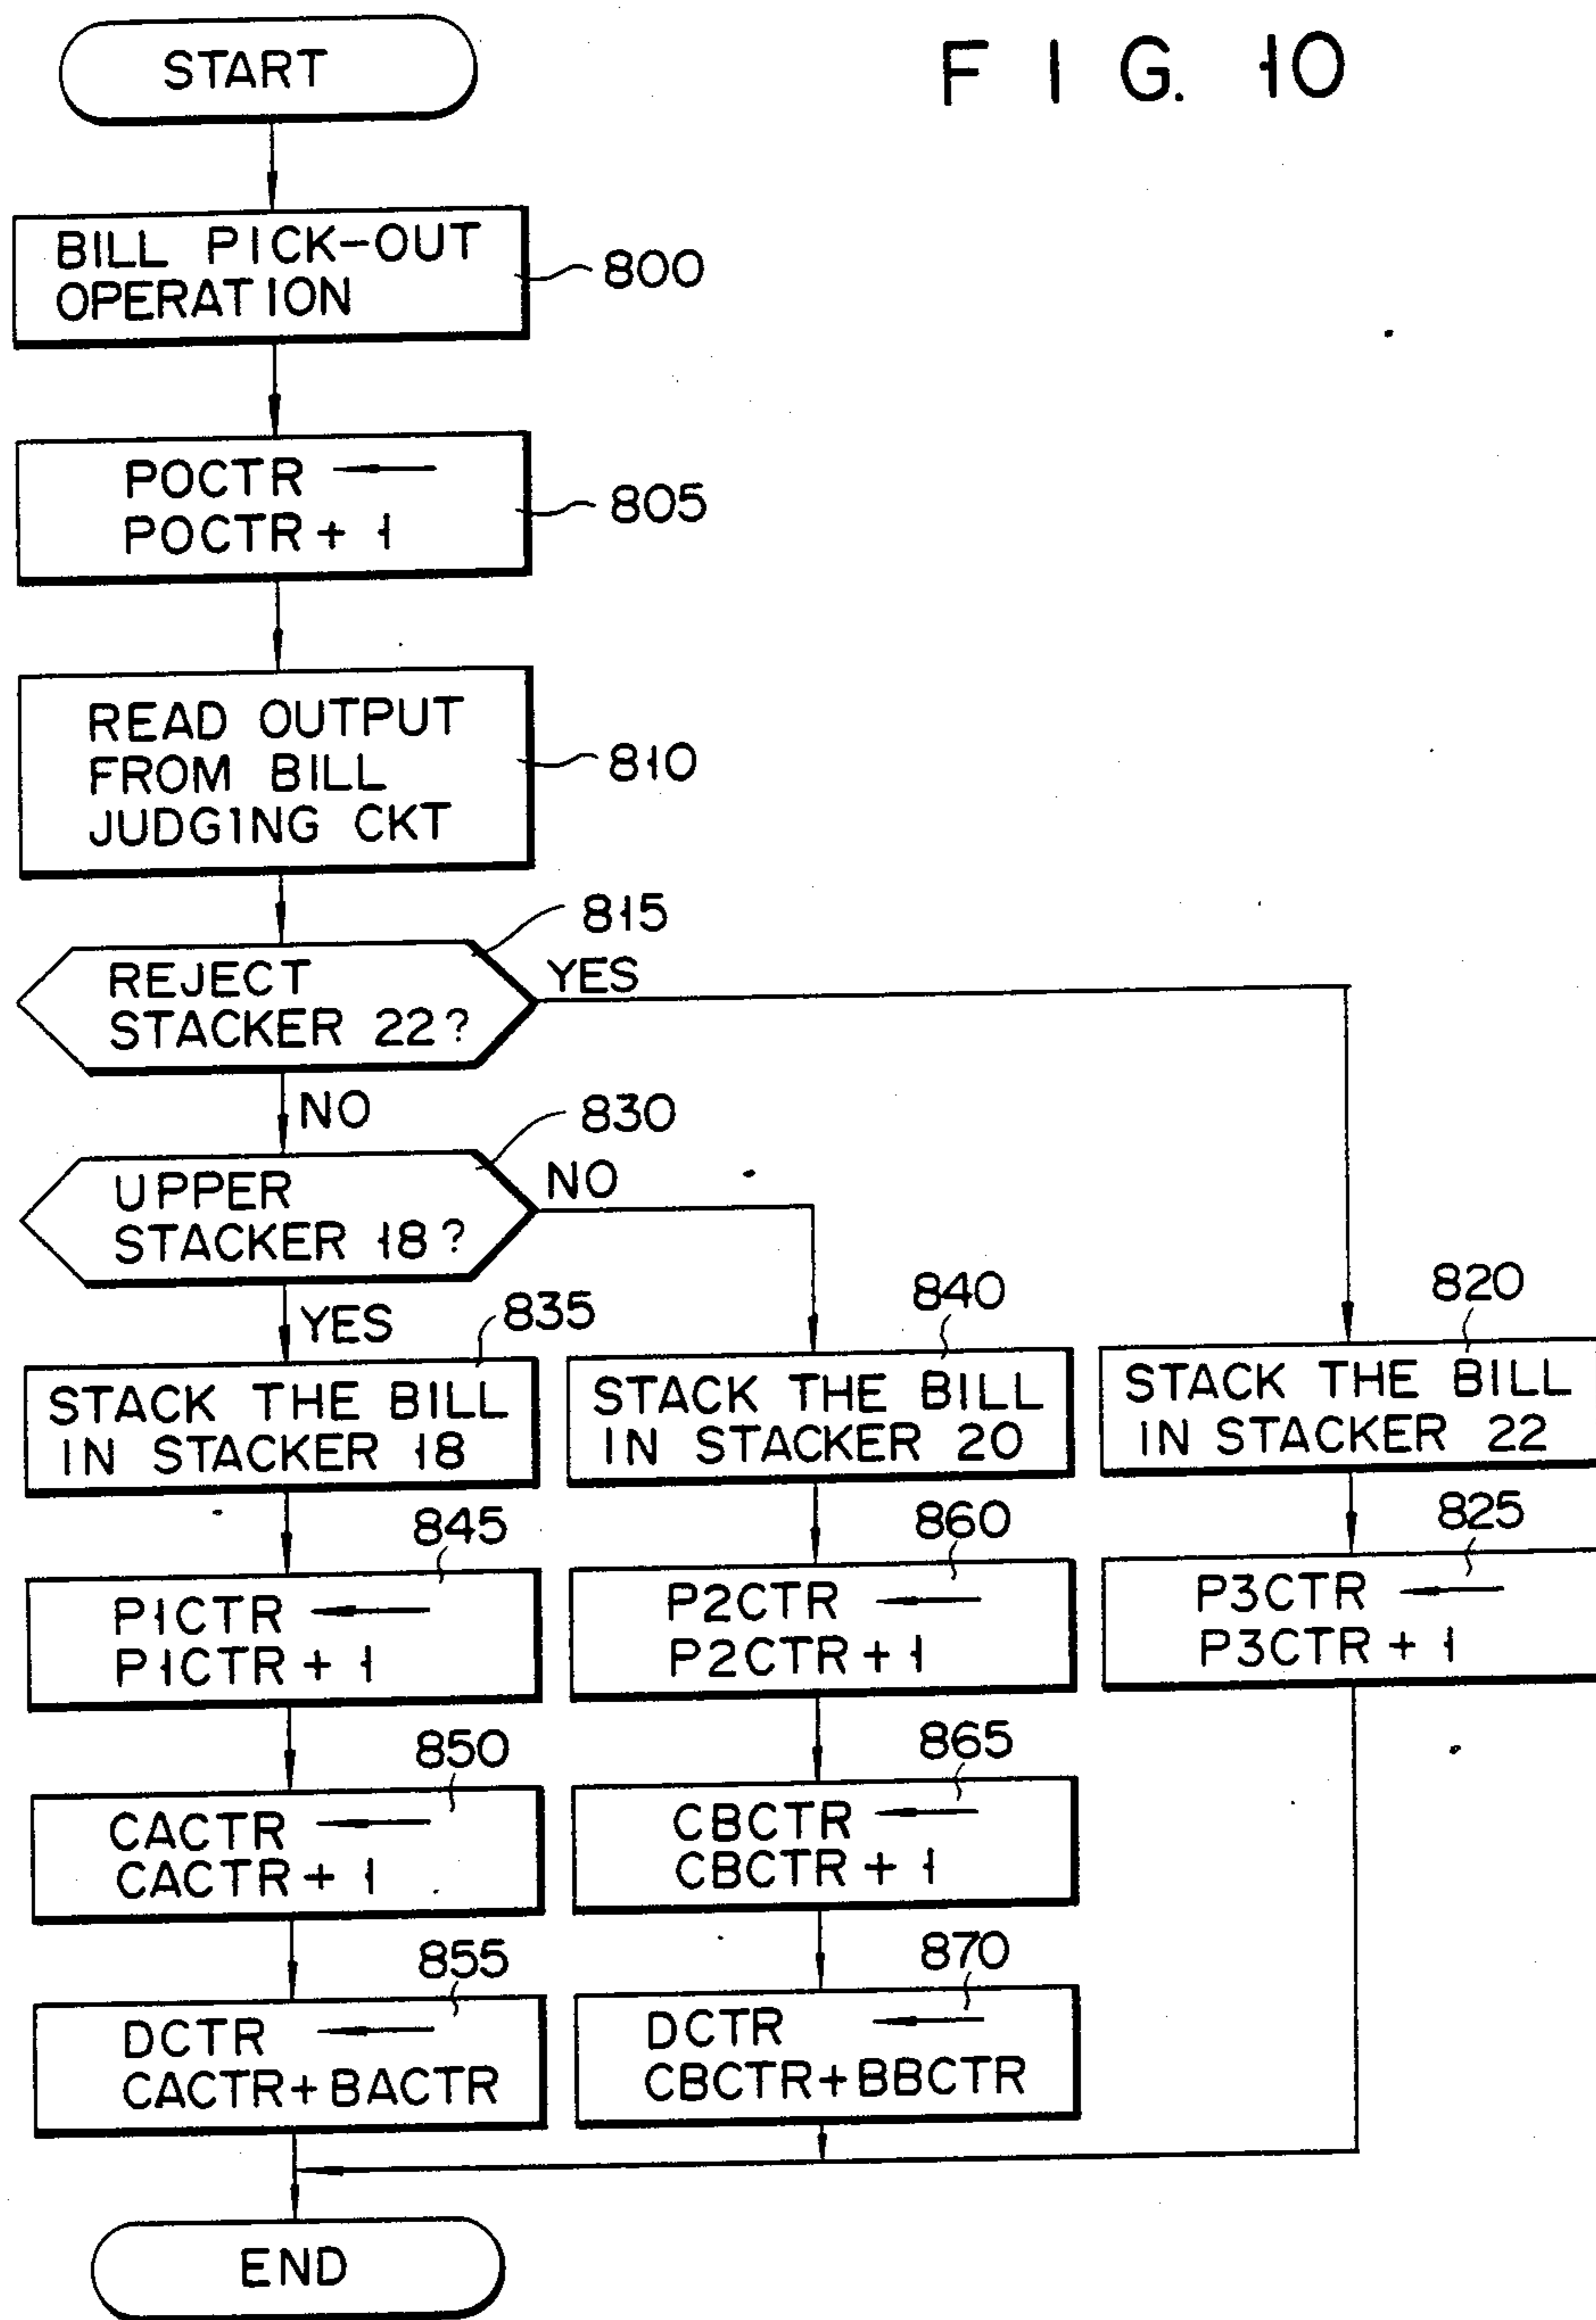 FIG. 10
START
BILL PICK-OUT
OPERATION
800
POCTR ←
POCTR + 1
805
READ OUTPUT
FROM BILL
JUDGING CKT
810
815
REJECT
STACKER 22?
YES
NO
830
UPPER
STACKER 18?
NO
YES
835
STACK THE BILL
IN STACKER 18
840
STACK THE BILL
IN STACKER 20
820
STACK THE BILL
IN STACKER 22
845
P1CTR ←
P1CTR + 1
860
P2CTR ←
P2CTR + 1
825
P3CTR ←
P3CTR + 1
850
CACTR ←
CACTR + 1
865
CBCTR ←
CBCTR + 1
855
DCTR ←
CACTR+BACTR
870
DCTR ←
CBCTR+BBCTR
END